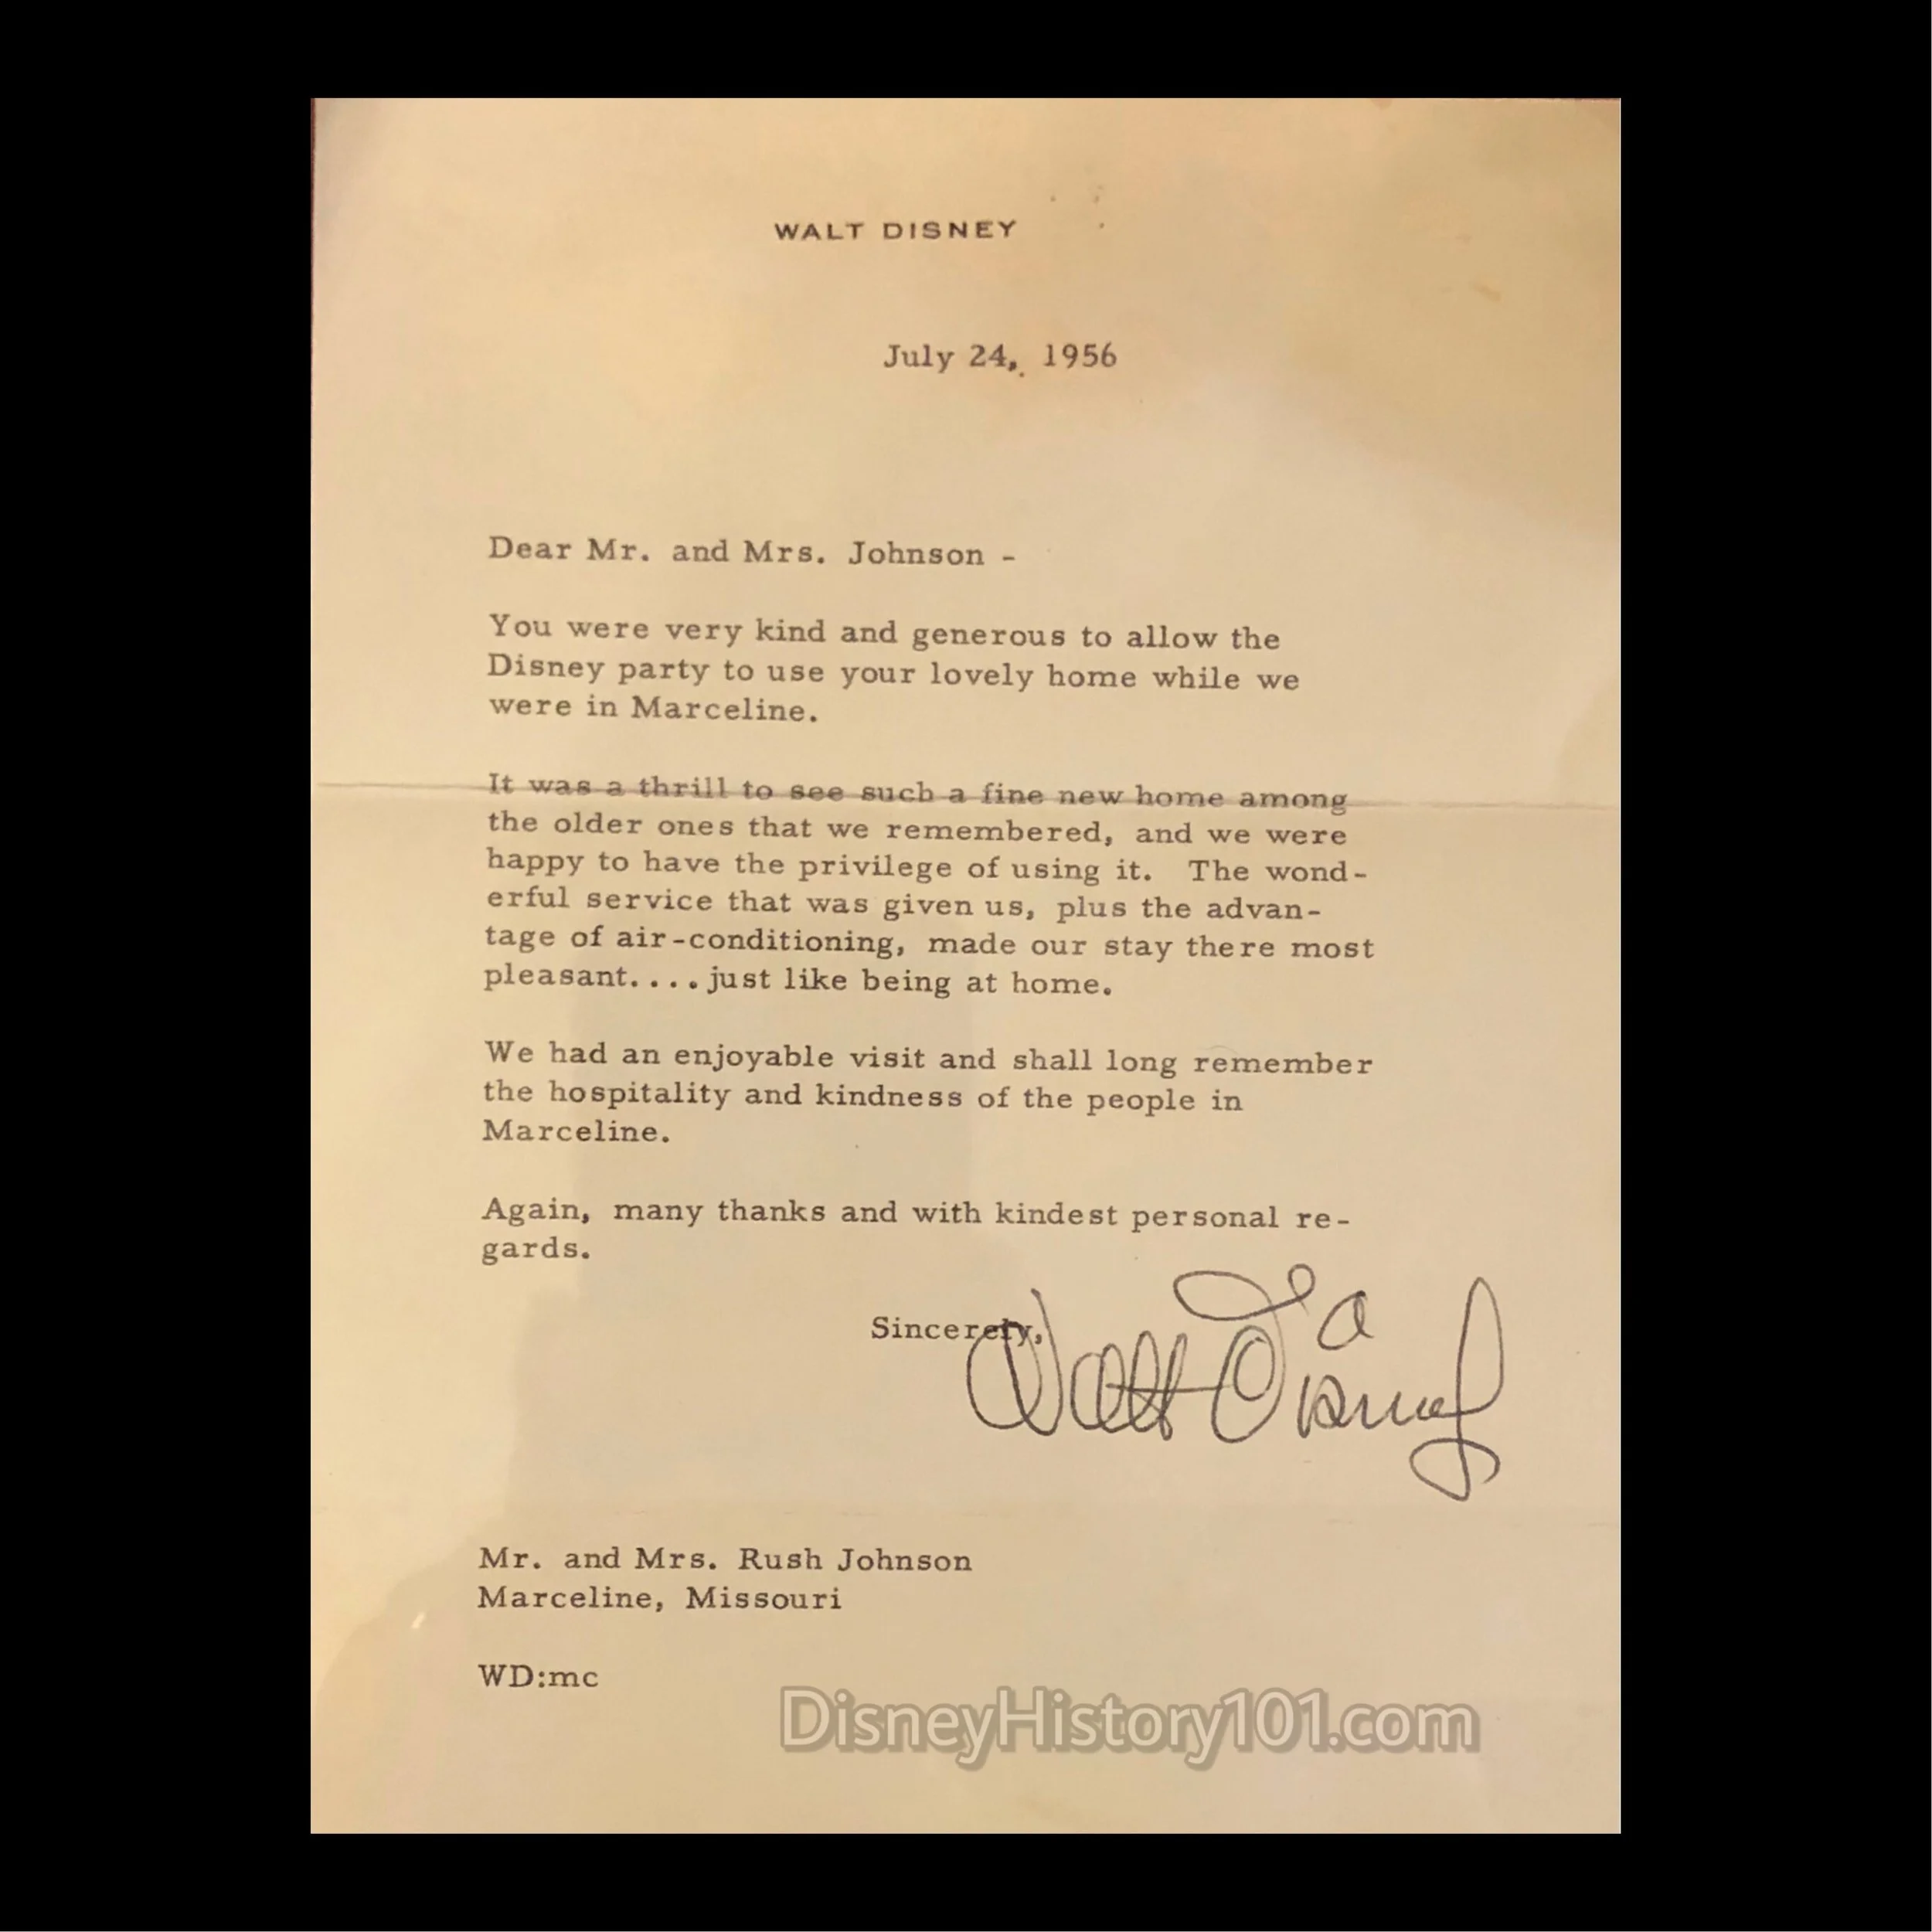 WALT DISNEY
July 24, 1956
Dear Mr. and Mrs. Johnson -
You were very kind and generous to allow the
Disney party to use your lovely home while we
were in Marceline.
It was a thrill to see such a fine new home among
the older ones that we remembered, and we were
happy to have the privilege of using it.  The wond-
erful service that was given us, plus the advan-
tage of air-conditioning, made our stay there most
pleasant....just like being at home.
We had an enjoyable visit and shall long remember
the hospitality and kindness of the people in
Marceline.
Again, many thanks and with kindest personal re-
gards.
Sincerely,
Walt Disney
Mr. and Mrs. Rush Johnson
Marceline, Missouri
WD:mc
DisneyHistory101.com